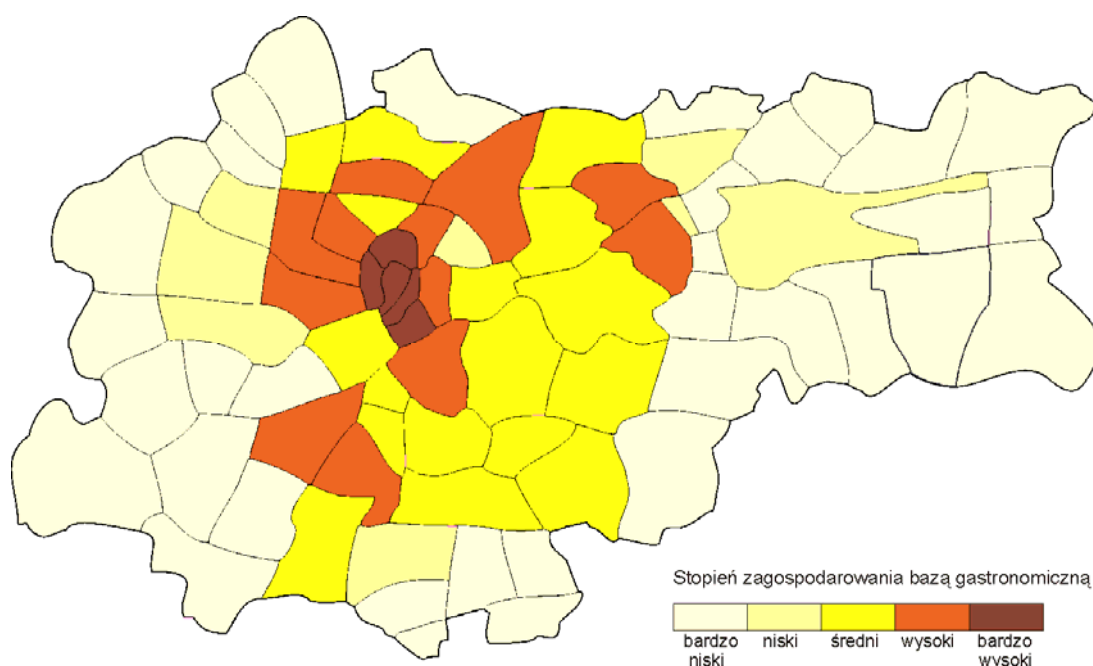 Stopień zagospodarowania bazą gastronomiczną
bardzo niski
niski
średni
wysoki
bardzo wysoki